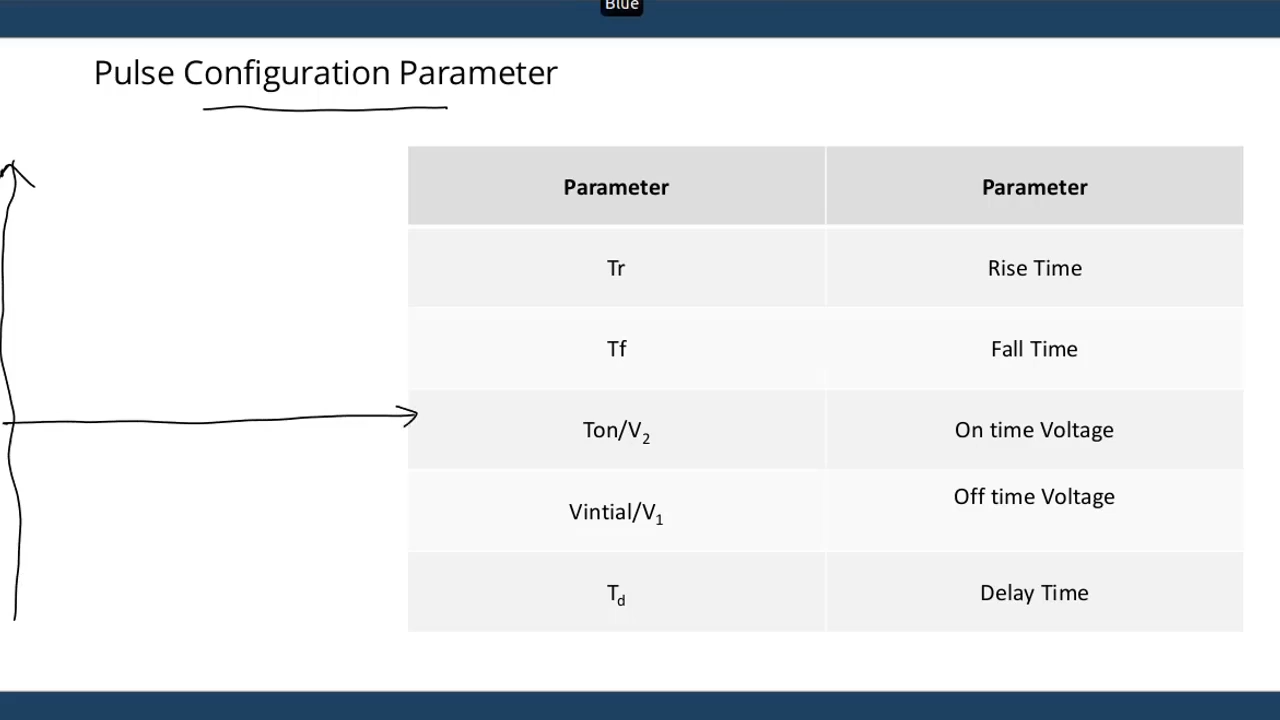 Blue
Pulse Configuration Parameter
Parameter Parameter
Tr Rise Time
Tf Fall Time
Ton/V₂ On time Voltage
Vintial/V₁ Off time Voltage
T_d Delay Time